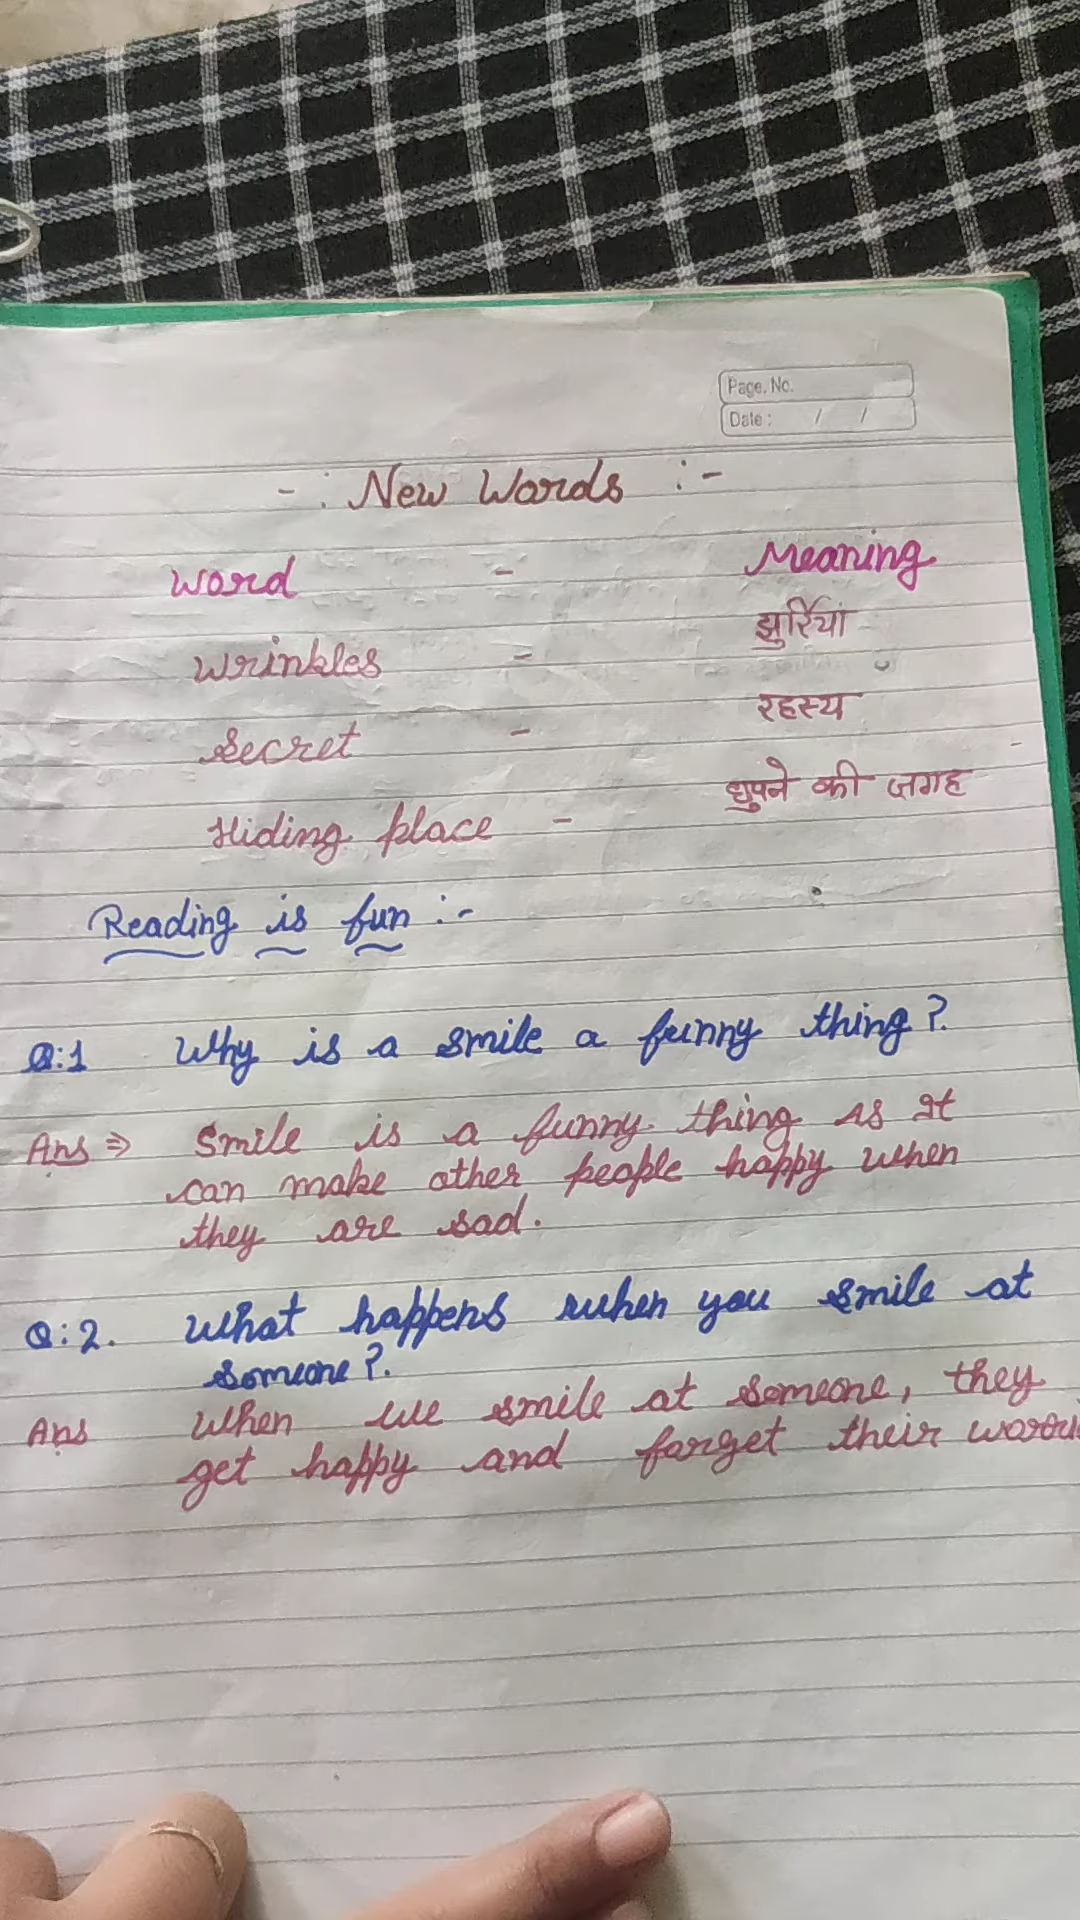 Page. No.
Date : / /
- : New Words : -
Word - Meaning
Wrinkles - झुर्रियां
Secret - रहस्य
Hiding place - छुपने की जगह
Reading is fun :-
Q:1 Why is a smile a funny thing?
Ans ⇒ Smile is a funny thing as It
can make other people happy when
they are sad.
Q:2. What happens when you smile at
someone?
Ans When we smile at someone, they
get happy and forget their